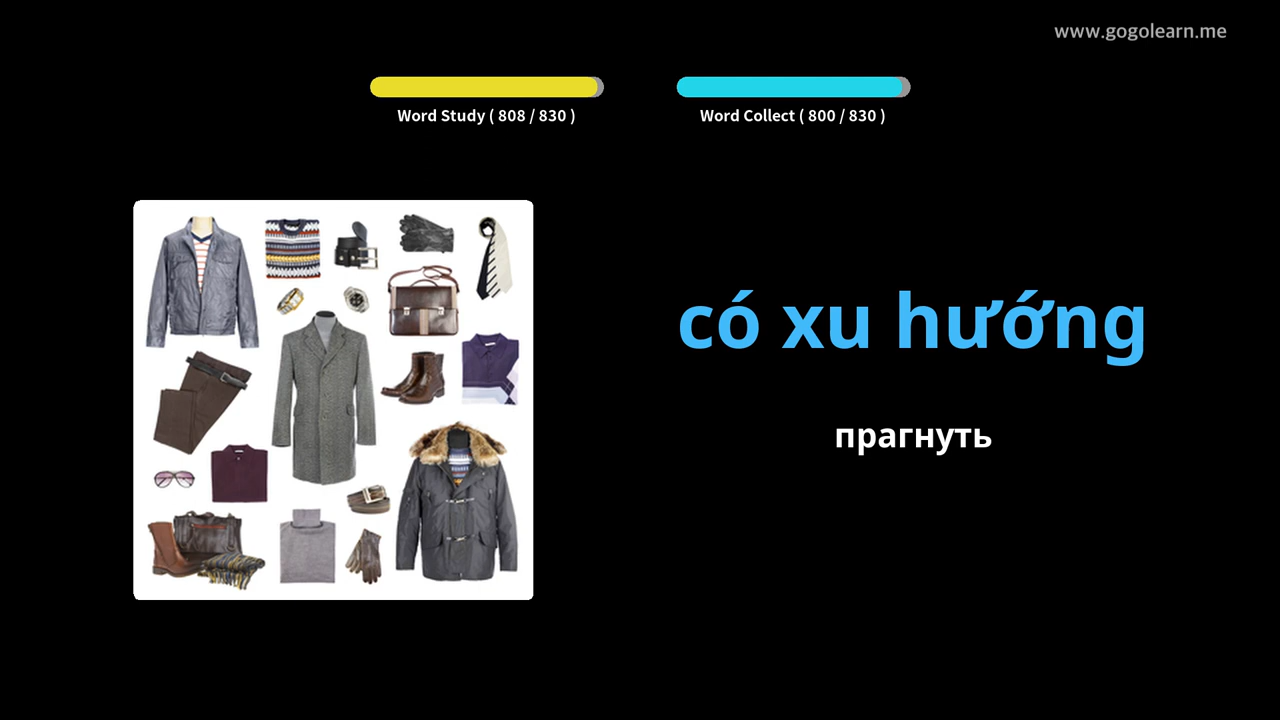 www.gogolearn.me
Word Study ( 808 / 830 )
Word Collect ( 800 / 830 )
có xu hướng
прагнуть